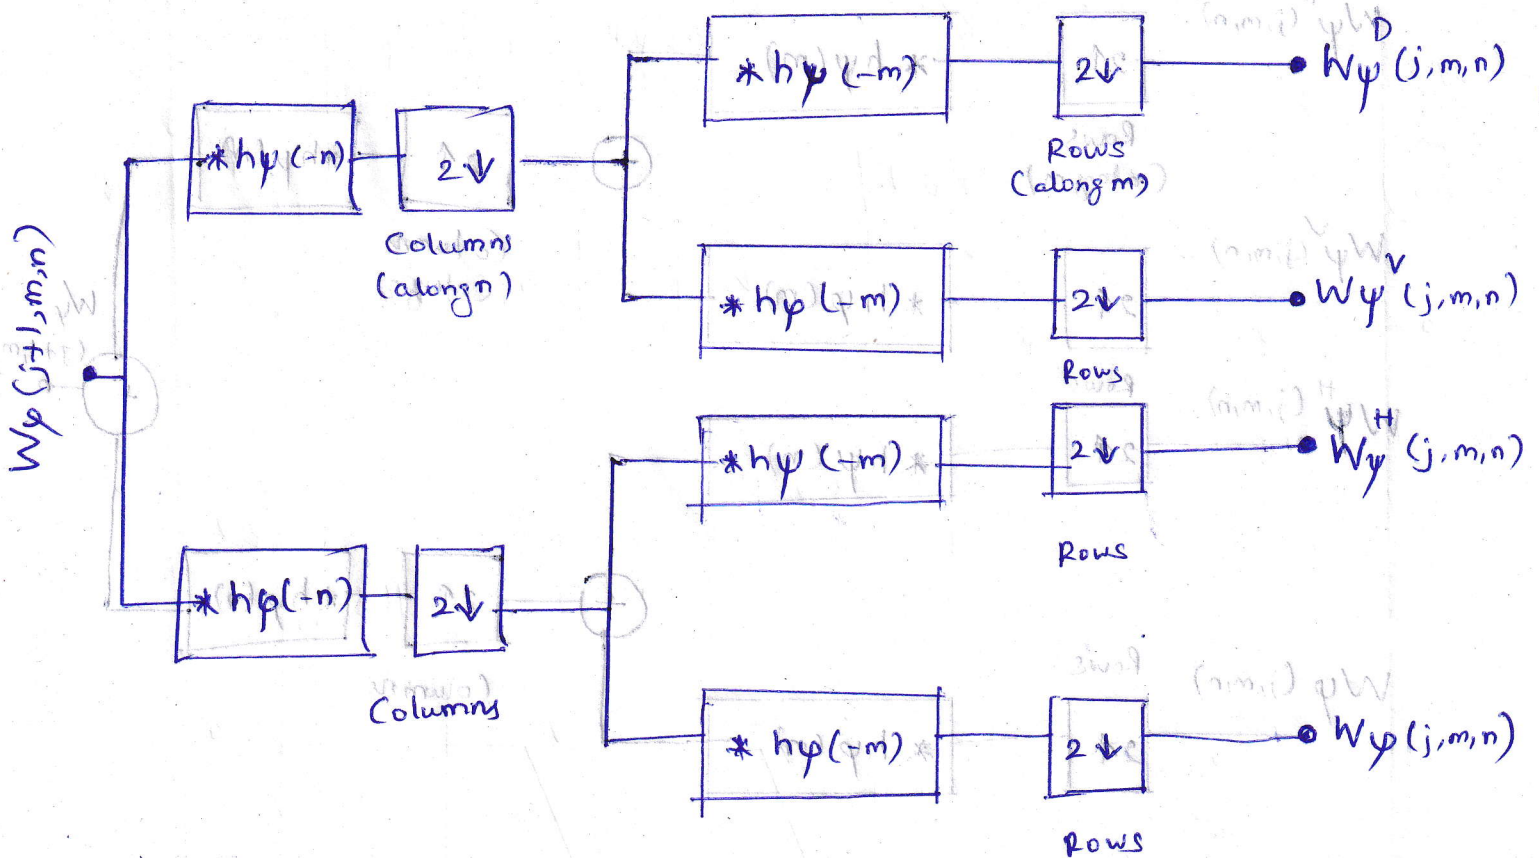 Wφ(j+1,m,n)
*hψ(-n)
2↓
Columns
(along n)
*hψ(-m)
2↓
Rows
(along m)
Wψ^D(j,m,n)
*hφ(-m)
2↓
Rows
Wψ^V(j,m,n)
*hφ(-n)
2↓
Columns
*hψ(-m)
2↓
Rows
Wψ^H(j,m,n)
*hφ(-m)
2↓
Rows
Wφ(j,m,n)